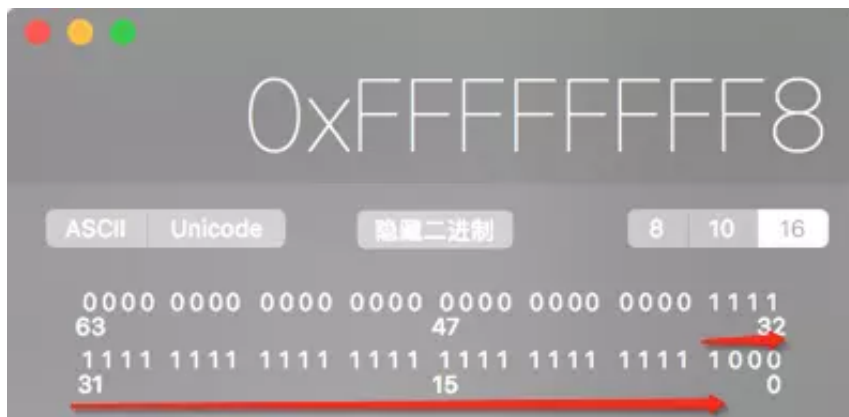 0xFFFFFFFF8
ASCII Unicode 隐藏二进制 8 10 16
0000 0000 0000 0000 0000 0000 0000 1111
63 47 32
1111 1111 1111 1111 1111 1111 1111 1000
31 15 0